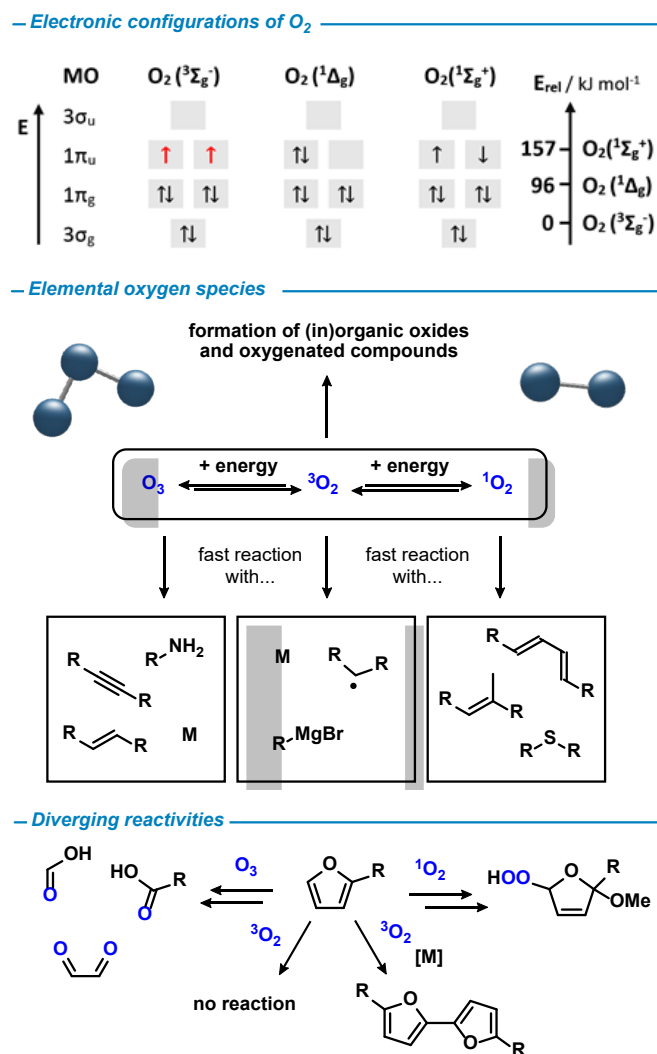 Electronic configurations of O₂
MO O₂ (³Σg⁻) O₂ (¹Δg) O₂(¹Σg⁺) E_rel / kJ mol⁻¹
E
3σᵤ
1πᵤ ↑ ↑ ↑↓ ↑ ↓ 157 O₂(¹Σg⁺)
1πg ↑↓ ↑↓ ↑↓ ↑↓ ↑↓ ↑↓ 96 O₂ (¹Δg)
3σg ↑↓ ↑↓ ↑↓ 0 O₂ (³Σg⁻)
Elemental oxygen species
formation of (in)organic oxides
and oxygenated compounds
+ energy + energy
O₃ ³O₂ ¹O₂
fast reaction fast reaction
with... with...
R NH₂ R
R R
M
R R
M R R
R MgBr
R R
R R
S
R R
Diverging reactivities
OH
O
HO R
O
O O
O₃
O R
¹O₂
HOO O R
OMe
³O₂ ³O₂
[M]
no reaction
R O
O R